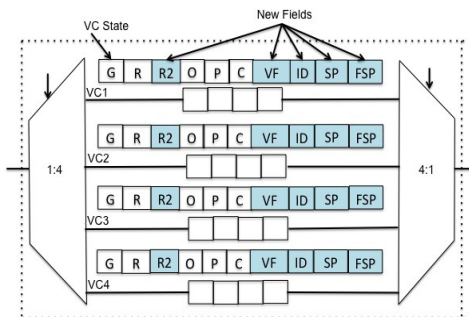 New Fields
VC State
G R R2 O P C VF ID SP FSP
VC1
G R R2 O P C VF ID SP FSP
VC2
1:4
4:1
G R R2 O P C VF ID SP FSP
VC3
G R R2 O P C VF ID SP FSP
VC4